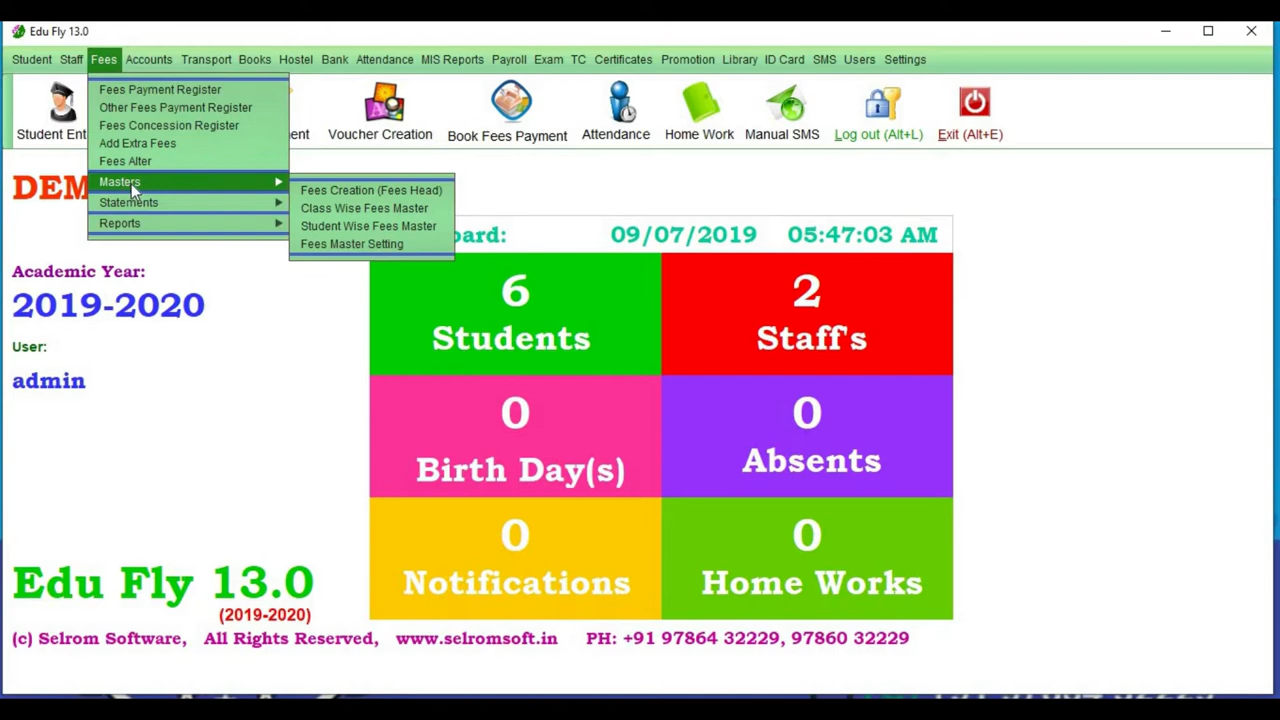 Edu Fly 13.0
Student Staff Fees Accounts Transport Books Hostel Bank Attendance MIS Reports Payroll Exam TC Certificates Promotion Library ID Card SMS Users Settings
Fees Payment Register
Other Fees Payment Register
Fees Concession Register
Add Extra Fees
Fees Alter
Masters
Statements
Reports
Fees Creation (Fees Head)
Class Wise Fees Master
Student Wise Fees Master
Fees Master Setting
Student Ent
Voucher Creation
Book Fees Payment
Attendance
Home Work
Manual SMS
Log out (Alt+L)
Exit (Alt+E)
DEM
oard: 09/07/2019 05:47:03 AM
Academic Year:
2019-2020
User:
admin
6
Students
2
Staff's
0
Birth Day(s)
0
Absents
0
Notifications
0
Home Works
Edu Fly 13.0
(2019-2020)
(c) Selrom Software, All Rights Reserved, www.selromsoft.in PH: +91 97864 32229, 97860 32229